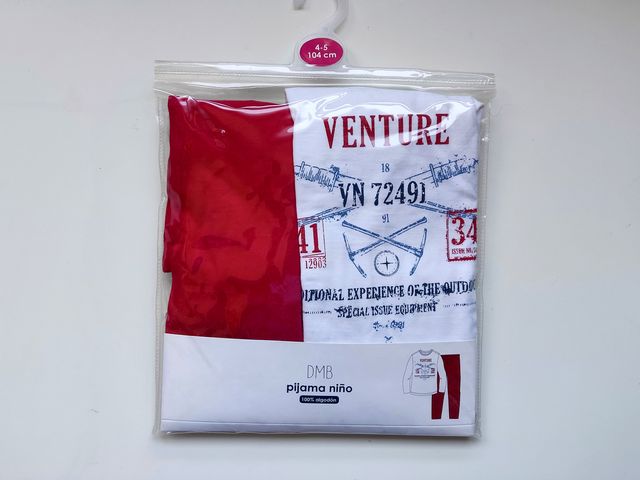 4-5
104 cm
VENTURE
18
VN 72491
91
41
12903
34
DITIONAL EXPERIENCE OF THE OUTDO
SPECIAL ISSUE EQUIPMENT
DMB
pijama niño
100% algodón
VENTURE